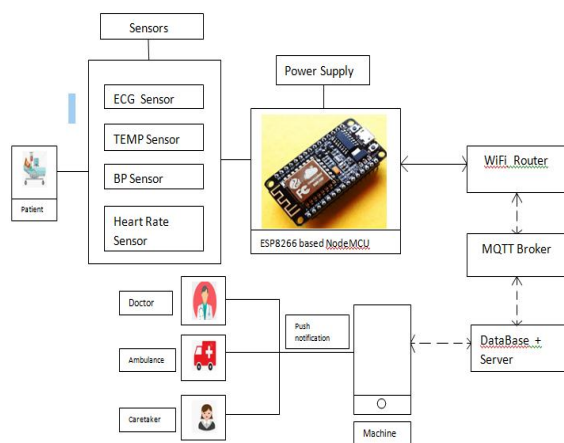 Sensors
Power Supply
ECG Sensor
TEMP Sensor
BP Sensor
Heart Rate
Sensor
Patient
ESP8266 based NodeMCU
WiFi Router
MQTT Broker
DataBase +
Server
Doctor
Ambulance
Caretaker
Push
notification
Machine